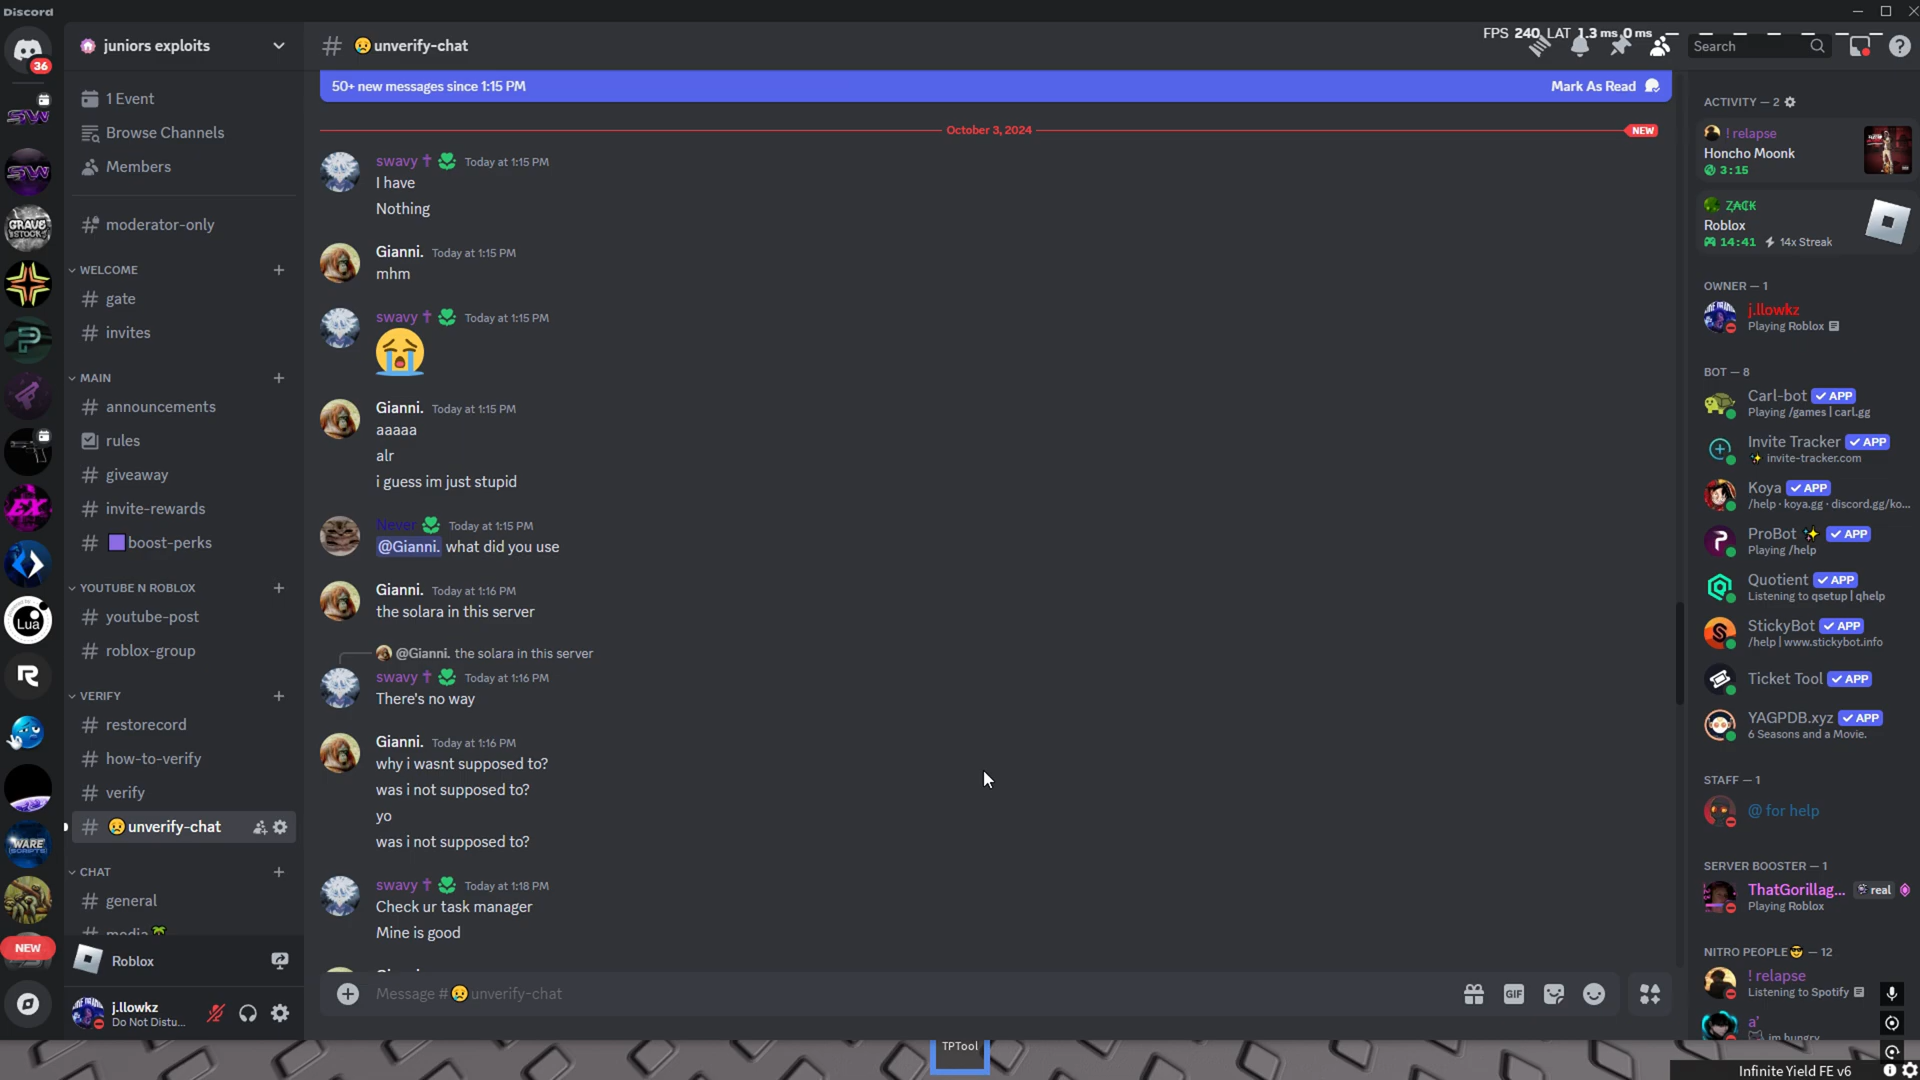 Discord
juniors exploits
unverify-chat
FPS 240 LAT 1.3 ms 0 ms
Search
36
1 Event
Browse Channels
Members
moderator-only
WELCOME
gate
invites
MAIN
announcements
rules
giveaway
invite-rewards
boost-perks
YOUTUBE N ROBLOX
youtube-post
roblox-group
VERIFY
restorecord
how-to-verify
verify
unverify-chat
CHAT
general
media
NEW
Roblox
j.llowkz
Do Not Distu...
GRAVE
STOCK
EX
Lua
WARE
SCRIPTS
50+ new messages since 1:15 PM
Mark As Read
October 3, 2024
NEW
swavy † Today at 1:15 PM
I have
Nothing
Gianni. Today at 1:15 PM
mhm
swavy † Today at 1:15 PM
Gianni. Today at 1:15 PM
aaaaa
alr
i guess im just stupid
Never Today at 1:15 PM
@Gianni. what did you use
Gianni. Today at 1:16 PM
the solara in this server
@Gianni. the solara in this server
swavy † Today at 1:16 PM
There's no way
Gianni. Today at 1:16 PM
why i wasnt supposed to?
was i not supposed to?
yo
was i not supposed to?
swavy † Today at 1:18 PM
Check ur task manager
Mine is good
Message # unverify-chat
GIF
ACTIVITY — 2
! relapse
Honcho Moonk
3:15
ⱫȺ₵₭
Roblox
14:41 14x Streak
OWNER — 1
j.llowkz
Playing Roblox
BOT — 8
Carl-bot ✓ APP
Playing /games | carl.gg
Invite Tracker ✓ APP
invite-tracker.com
Koya ✓ APP
/help · koya.gg · discord.gg/ko...
ProBot ✓ APP
Playing /help
Quotient ✓ APP
Listening to qsetup | qhelp
StickyBot ✓ APP
/help | www.stickybot.info
Ticket Tool ✓ APP
YAGPDB.xyz ✓ APP
6 Seasons and a Movie.
STAFF — 1
@ for help
SERVER BOOSTER — 1
ThatGorillag... real
Playing Roblox
NITRO PEOPLE — 12
! relapse
Listening to Spotify
a'
im hungry
TPTool
Infinite Yield FE v6